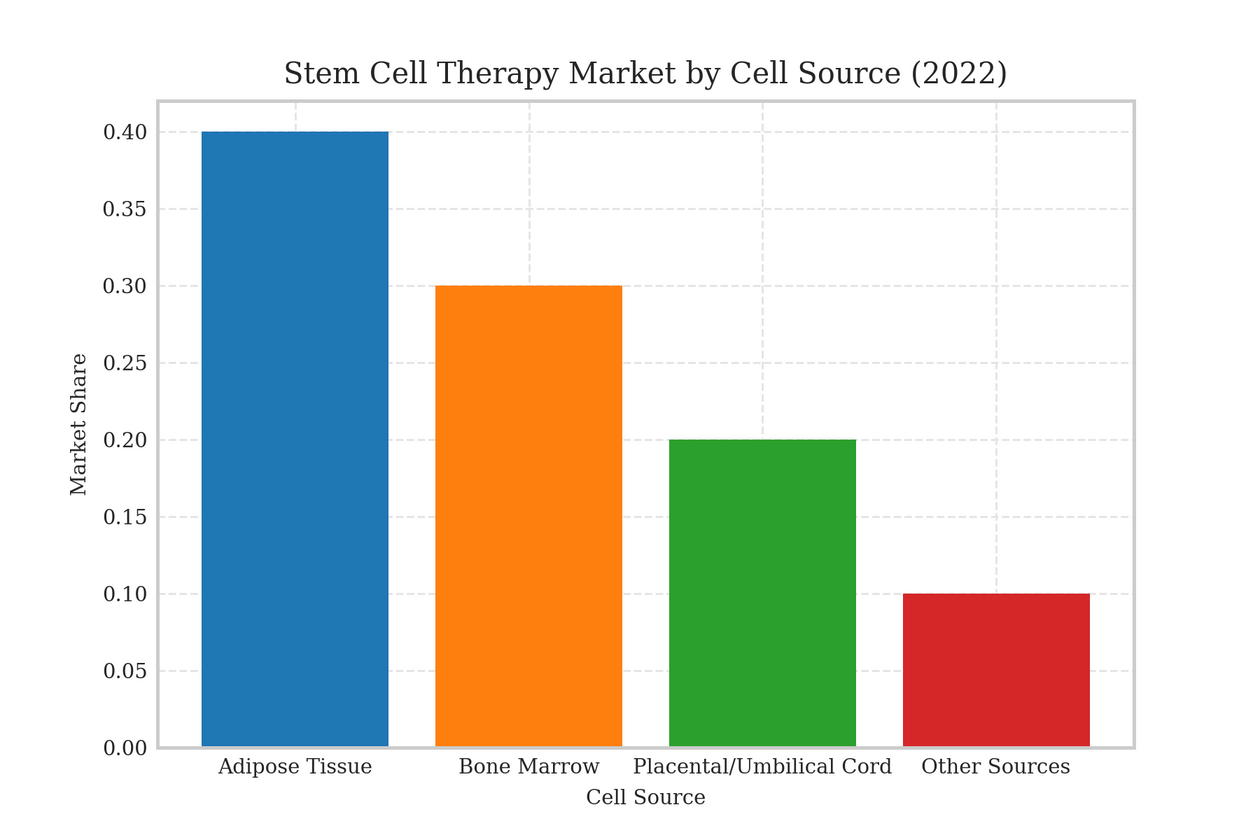 Stem Cell Therapy Market by Cell Source (2022)
Market Share
0.40
0.35
0.30
0.25
0.20
0.15
0.10
0.05
0.00
Adipose Tissue
Bone Marrow
Placental/Umbilical Cord
Other Sources
Cell Source